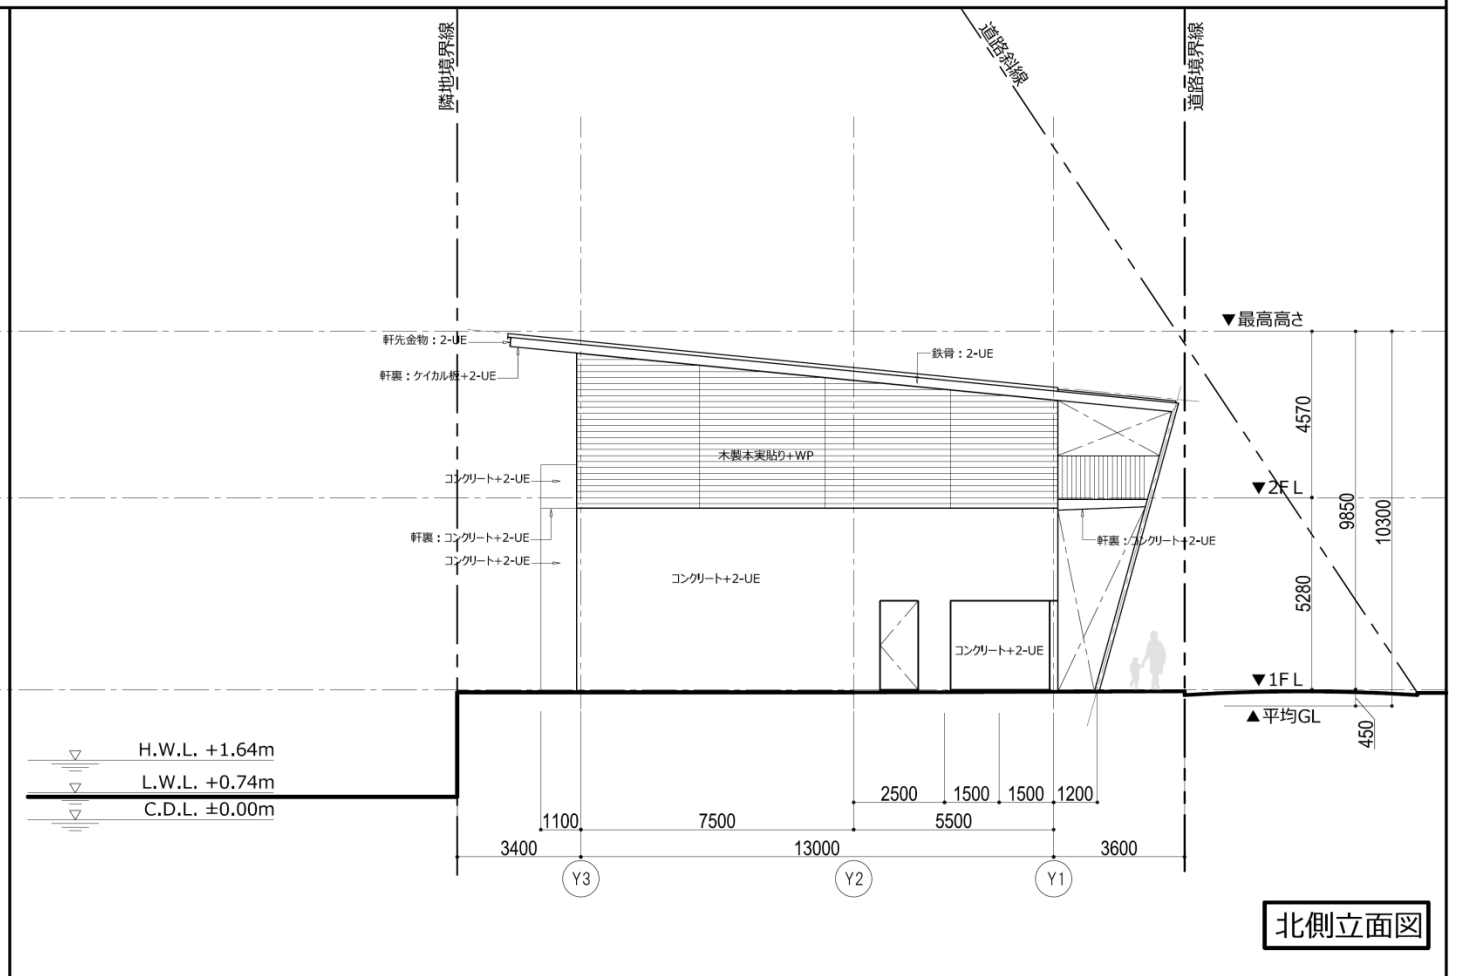 隣地境界線
道路斜線
道路境界線
▼最高高さ
軒先金物：2-UE
鉄骨：2-UE
軒裏：ケイカル板+2-UE
4570
木製本実貼り+WP
コンクリート+2-UE
▼2FL
9850
10300
軒裏：コンクリート+2-UE
軒裏：コンクリート+2-UE
コンクリート+2-UE
コンクリート+2-UE
5280
コンクリート+2-UE
▼1FL
▲平均GL
450
H.W.L. +1.64m
L.W.L. +0.74m
C.D.L. ±0.00m
2500 1500 1500 1200
1100 7500 5500
3400 13000 3600
Y3 Y2 Y1
北側立面図